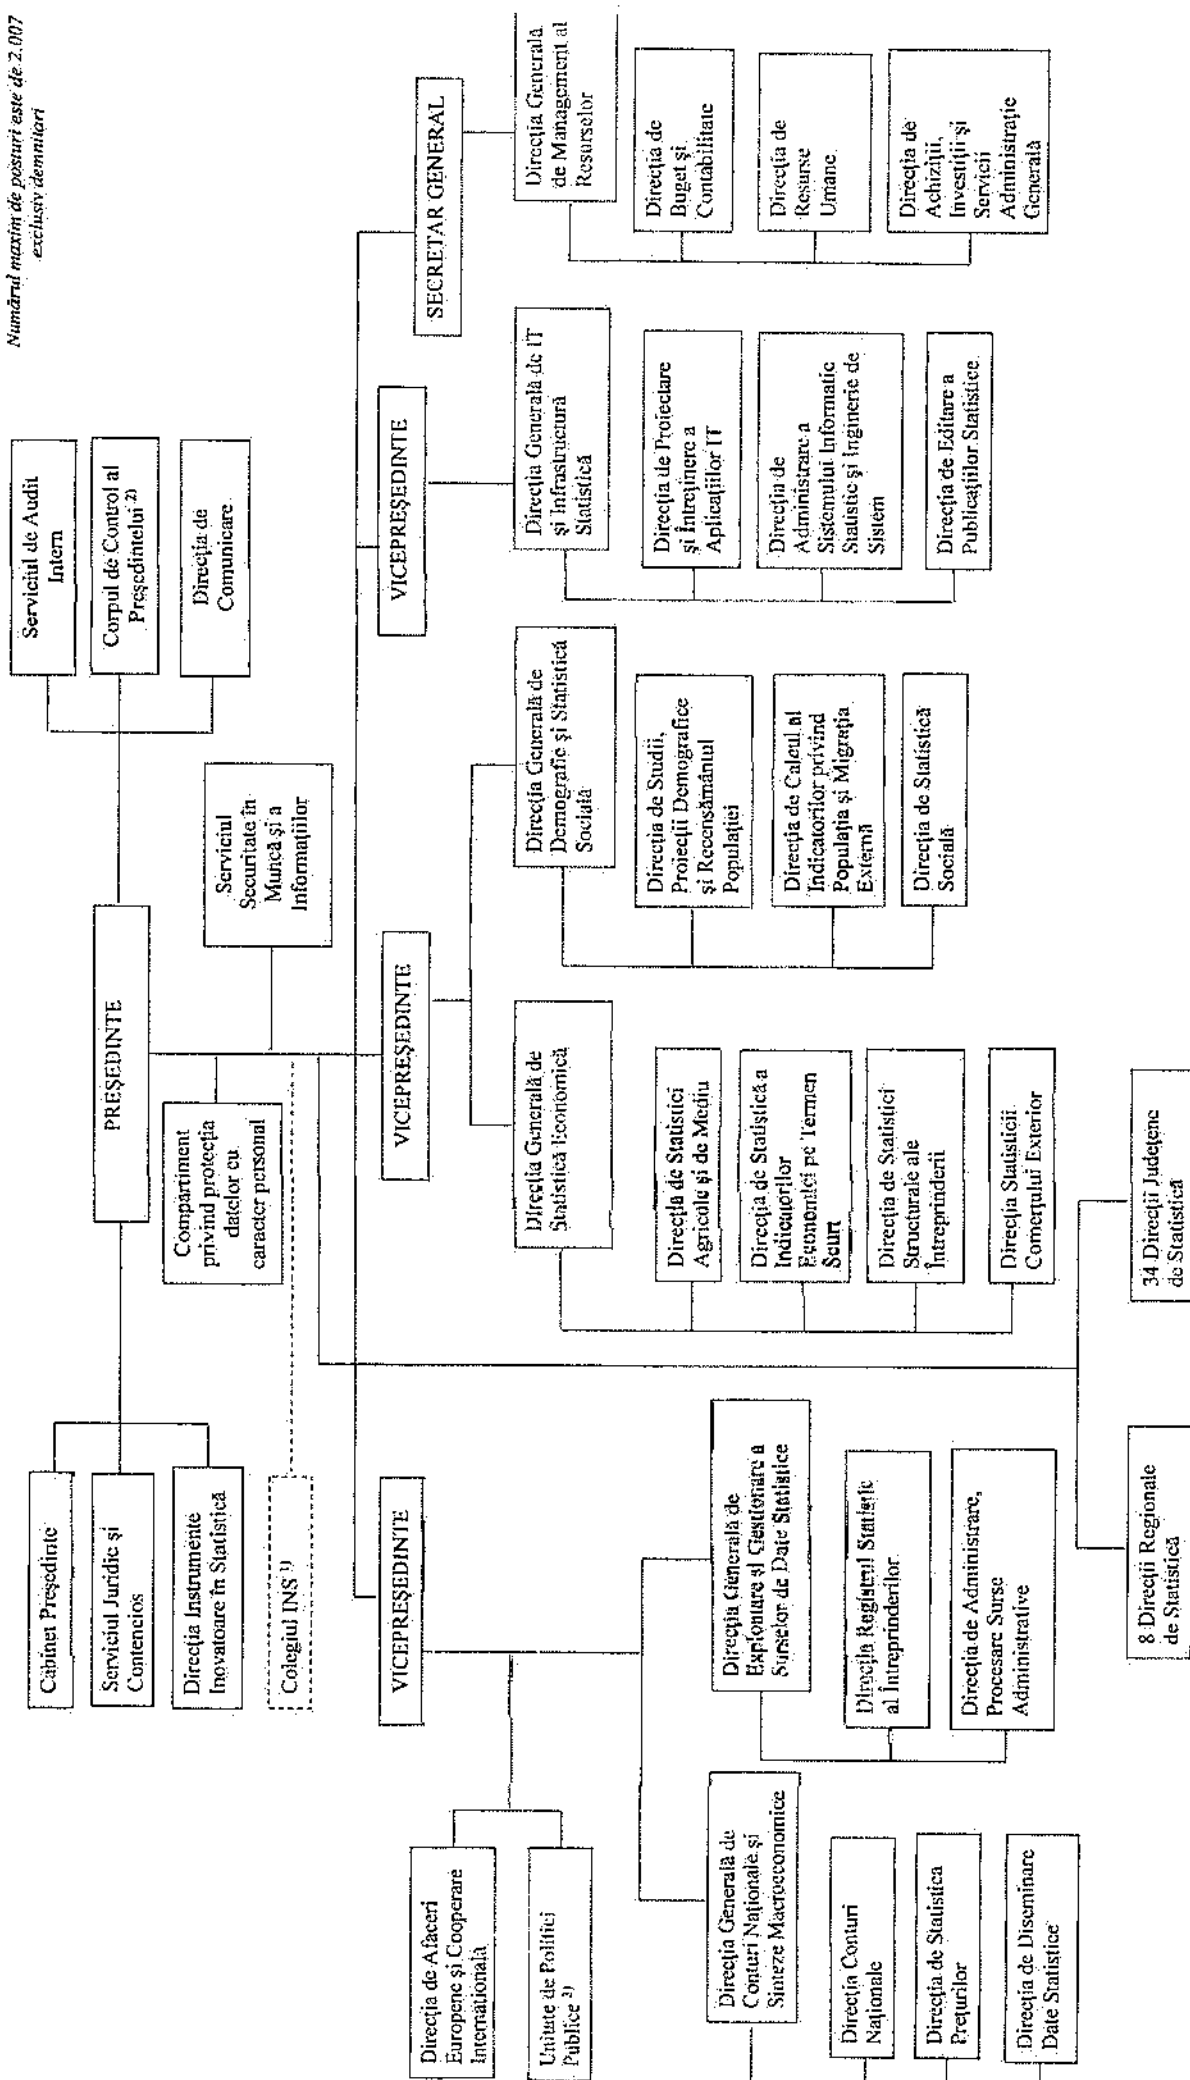 Numărul maxim de posturi este de 2.007
exclusiv demnitari
Serviciul de Audit
Intern
Corpul de Control al
Președintelui 2)
Direcția de
Comunicare
PREȘEDINTE
Cabinet Președinte
Serviciul Juridic și
Contencios
Direcția Instrumente
Inovatoare în Statistică
Colegiul INS 1)
Compartiment
privind protecția
datelor cu
caracter personal
Serviciul
Securitate în
Muncă și a
Informațiilor
VICEPREȘEDINTE
VICEPREȘEDINTE
VICEPREȘEDINTE
SECRETAR GENERAL
Direcția de Afaceri
Europene și Cooperare
Internațională
Unitate de Politici
Publice 3)
Direcția Generală de
Conturi Naționale și
Sinteze Macroeconomice
Direcția Conturi
Naționale
Direcția de Statistica
Prețurilor
Direcția de Diseminare
Date Statistice
Direcția Generală de
Exploatare și Gestionare a
Surselor de Date Statistice
Direcția Registrul Statistic
al Întreprinderilor
Direcția de Administrare,
Procesare Surse
Administrative
Direcția Generală de
Statistică Economică
Direcția de Statistici
Agricole și de Mediu
Direcția de Statistică a
Indicatorilor
Economici pe Termen
Scurt
Direcția de Statistici
Structurale ale
Întreprinderii
Direcția Statisticii
Comerțului Exterior
Direcția Generală de
Demografie și Statistică
Socială
Direcția de Studii,
Proiecții Demografice
și Recensământul
Populației
Direcția de Calcul al
Indicatorilor privind
Populația și Migrația
Externă
Direcția de Statistică
Socială
Direcția Generală de IT
și Infrastructură
Statistică
Direcția de Proiectare
și Întreținere a
Aplicațiilor IT
Direcția de
Administrare a
Sistemului Informatic
Statistic și Inginerie de
Sistem
Direcția de Editare a
Publicațiilor Statistice
Direcția Generală
de Management al
Resurselor
Direcția de
Buget și
Contabilitate
Direcția de
Resurse
Umane
Direcția de
Achiziții,
Investiții și
Servicii
Administrație
Generală
8 Direcții Regionale
de Statistică
34 Direcții Județene
de Statistică